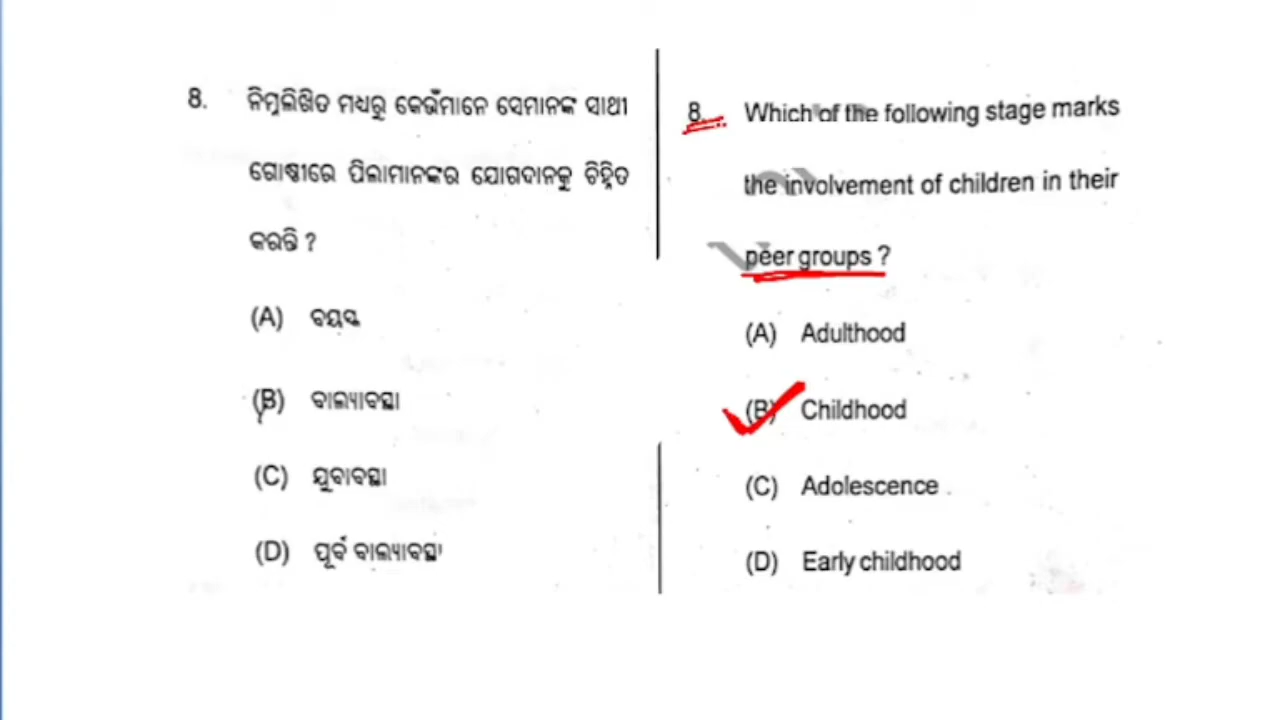 8. ନିମ୍ନଲିଖିତ ମଧ୍ୟରୁ କେଉଁମାନେ ସେମାନଙ୍କ ସାଥୀ
ଗୋଷ୍ଠୀରେ ପିଲାମାନଙ୍କର ଯୋଗଦାନକୁ ଚିହ୍ନିତ
କରନ୍ତି ?
(A) ବୟସ୍କ
(B) ବାଲ୍ୟାବସ୍ଥା
(C) ଯୁବାବସ୍ଥା
(D) ପୂର୍ବ ବାଲ୍ୟାବସ୍ଥା
8. Which of the following stage marks
the involvement of children in their
peer groups ?
(A) Adulthood
(B) Childhood
(C) Adolescence
(D) Early childhood